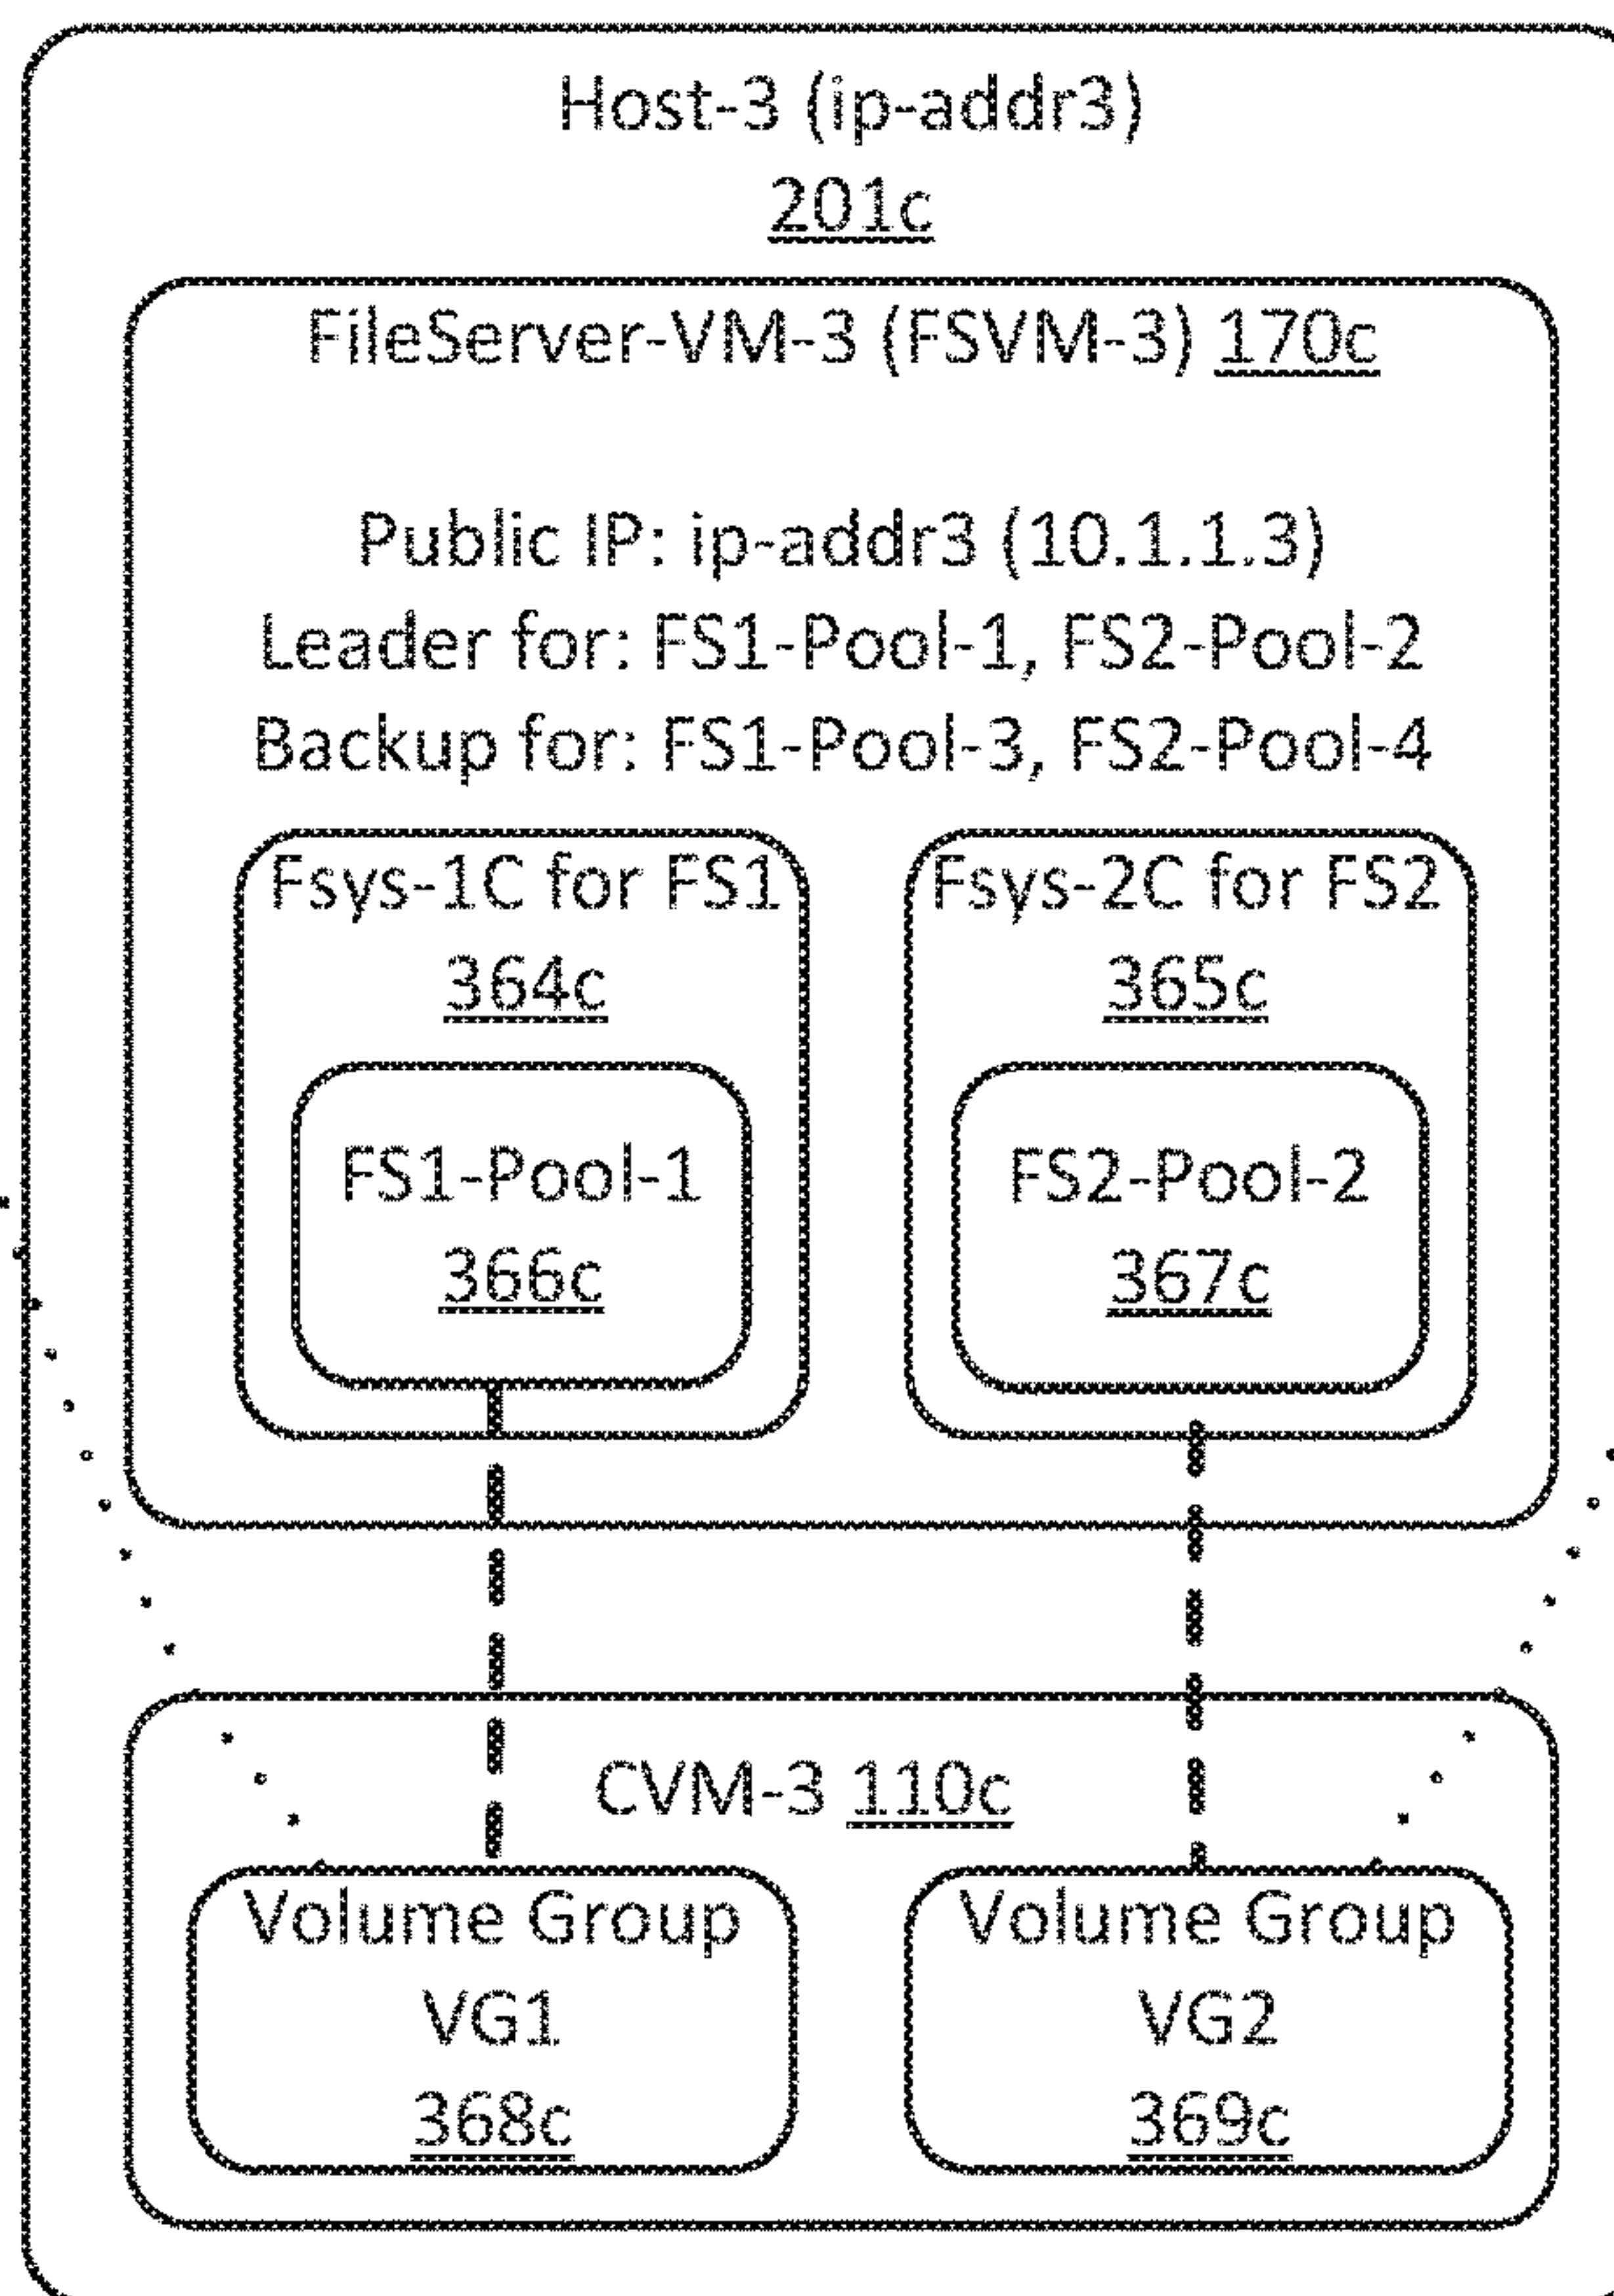 Host-3 (ip-addr3)
201c
FileServer-VM-3 (FSVM-3) 170c
Public IP: ip-addr3 (10.1.1.3)
Leader for: FS1-Pool-1, FS2-Pool-2
Backup for: FS1-Pool-3, FS2-Pool-4
Fsys-1C for FS1
364c
FS1-Pool-1
366c
Fsys-2C for FS2
365c
FS2-Pool-2
367c
CVM-3 110c
Volume Group
VG1
368c
Volume Group
VG2
369c